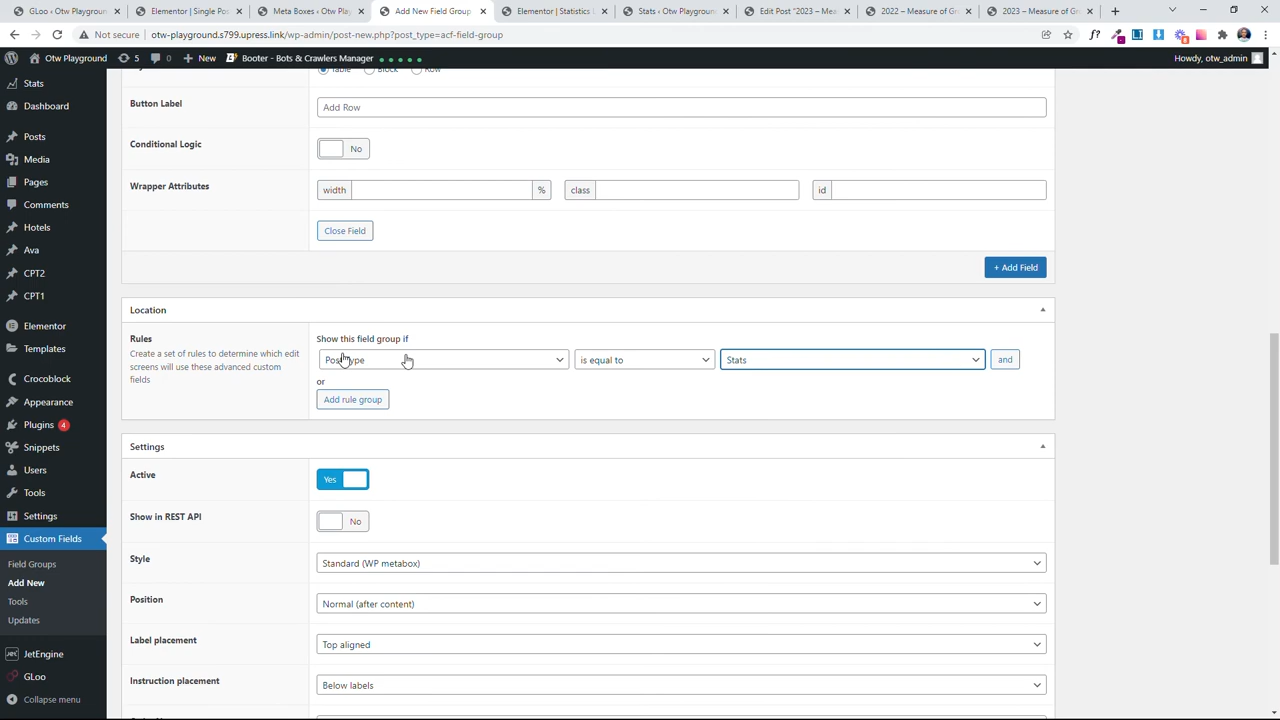 GLoo ‹ Otw Playgroun
Elementor | Single Pos
Meta Boxes ‹ Otw Pla
Add New Field Group
Elementor | Statistics
Stats ‹ Otw Playgroun
Edit Post "2023 – Mea
2022 – Measure of Gr
2023 – Measure of Gr
Not secure
otw-playground.s799.upress.link/wp-admin/post-new.php?post_type=acf-field-group
Otw Playground
5
2
New
Booter - Bots & Crawlers Manager
Howdy, otw_admin
Stats
Dashboard
Posts
Media
Pages
Comments
Hotels
Ava
CPT2
CPT1
Elementor
Templates
Crocoblock
Appearance
Plugins 4
Snippets
Users
Tools
Settings
Custom Fields
Field Groups
Add New
Tools
Updates
JetEngine
GLoo
Collapse menu
Table
Block
Row
Button Label
Add Row
Conditional Logic
No
Wrapper Attributes
width
%
class
id
Close Field
+ Add Field
Location
Rules
Create a set of rules to determine which edit
screens will use these advanced custom
fields
Show this field group if
Post Type
is equal to
Stats
and
or
Add rule group
Settings
Active
Yes
Show in REST API
No
Style
Standard (WP metabox)
Position
Normal (after content)
Label placement
Top aligned
Instruction placement
Below labels